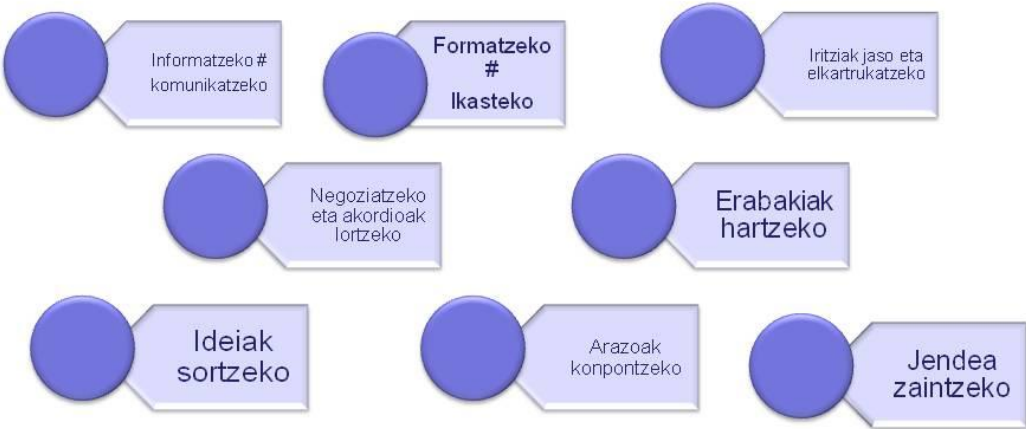 Informatzeko #
komunikatzeko
Formatzeko
#
Ikasteko
Iritziak jaso eta
elkartrukatzeko
Negoziatzeko
eta akordioak
lortzeko
Erabakiak
hartzeko
Ideiak
sortzeko
Arazoak
konpontzeko
Jendea
zaintzeko